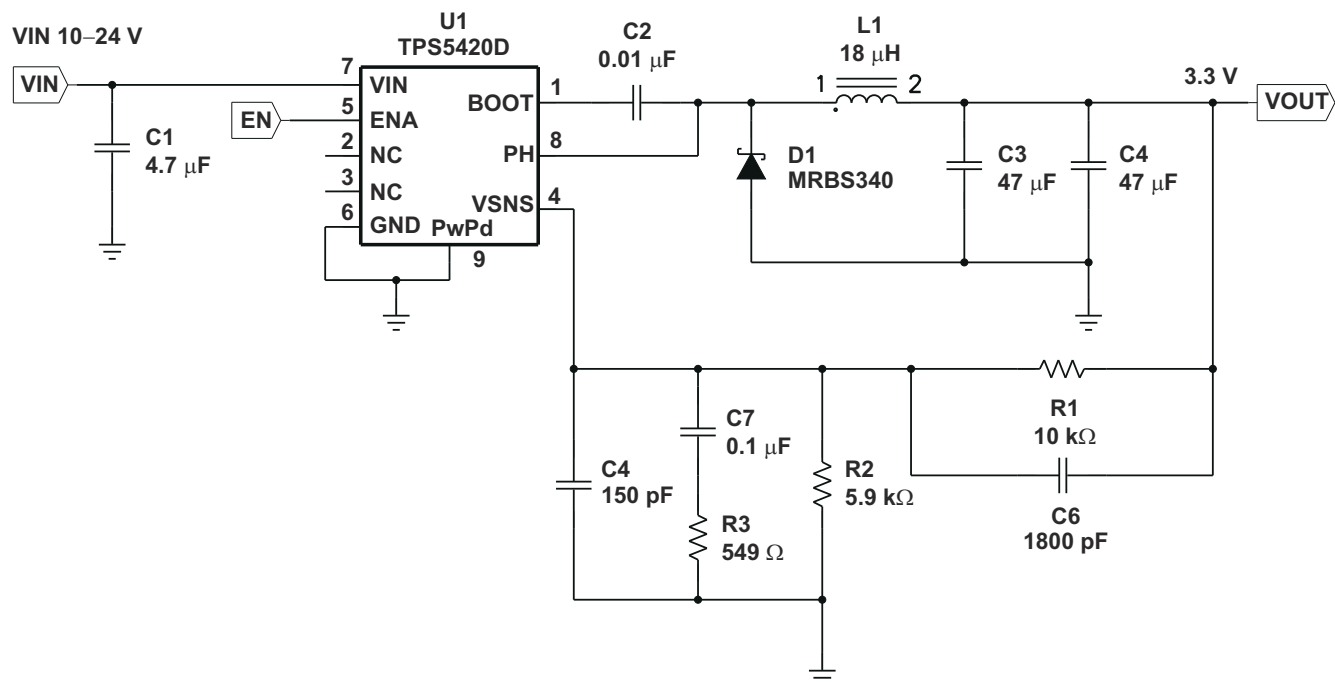 VIN 10–24 V
VIN
C1
4.7 μF
EN
U1
TPS5420D
7
VIN
5
ENA
2
NC
3
NC
6
GND
PwPd
9
BOOT
1
PH
8
VSNS
4
C2
0.01 μF
L1
18 μH
1
2
D1
MRBS340
C3
47 μF
C4
47 μF
3.3 V
VOUT
C4
150 pF
C7
0.1 μF
R3
549 Ω
R2
5.9 kΩ
R1
10 kΩ
C6
1800 pF